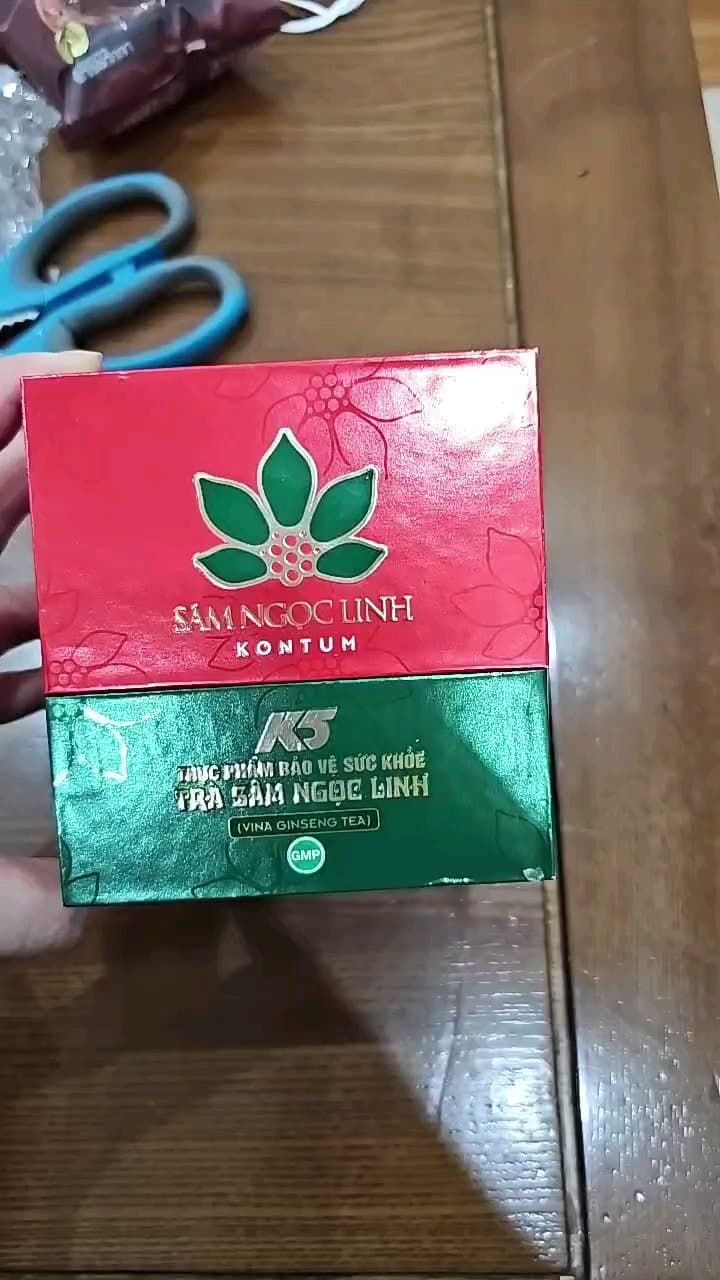 SÂM NGỌC LINH
KONTUM
K5
THỰC PHẨM BẢO VỆ SỨC KHỎE
TRÀ SÂM NGỌC LINH
(VINA GINSENG TEA)
GMP